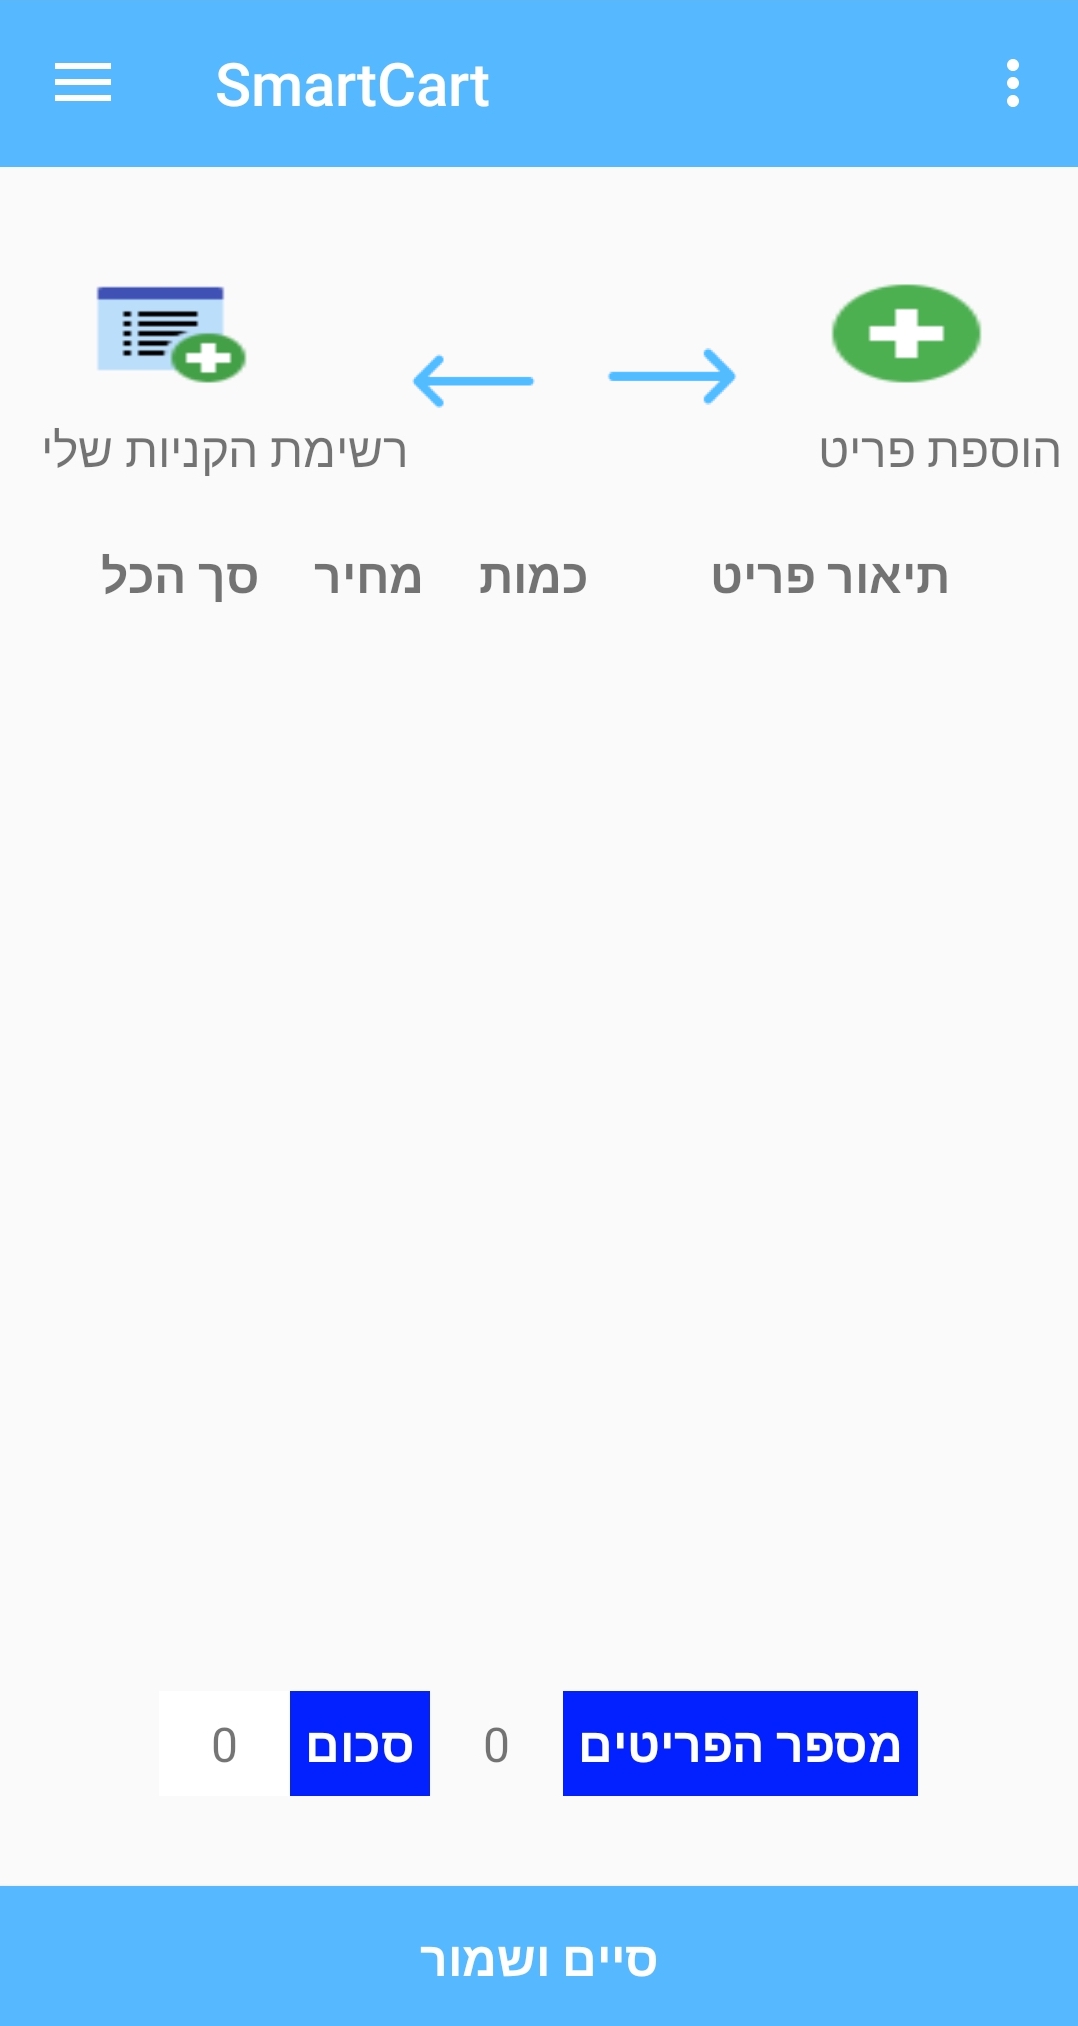 SmartCart
הוספת פריט
רשימת הקניות שלי
תיאור פריט כמות מחיר סך הכל
מספר הפריטים 0 סכום 0
סיים ושמור